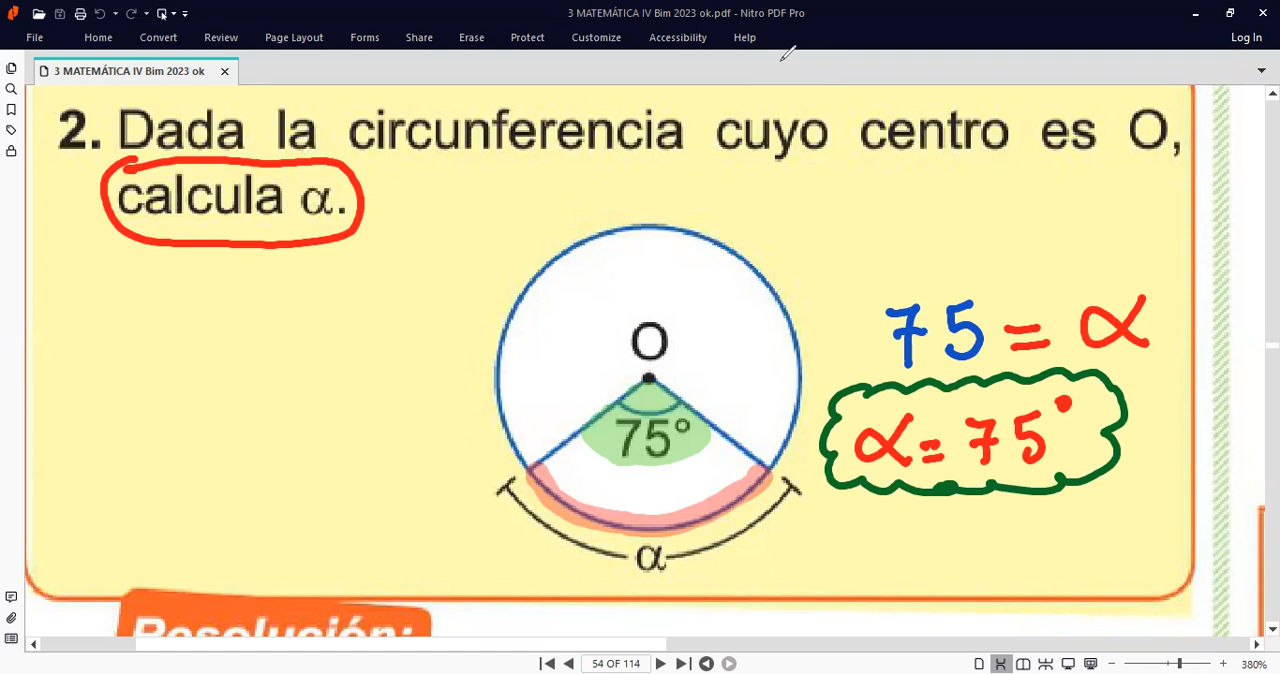 3 MATEMÁTICA IV Bim 2023 ok.pdf - Nitro PDF Pro
File Home Convert Review Page Layout Forms Share Erase Protect Customize Accessibility Help Log In
3 MATEMÁTICA IV Bim 2023 ok
2. Dada la circunferencia cuyo centro es O,
calcula α.
O
75°
α
75 = α
α = 75°
Resolución:
54 OF 114
380%